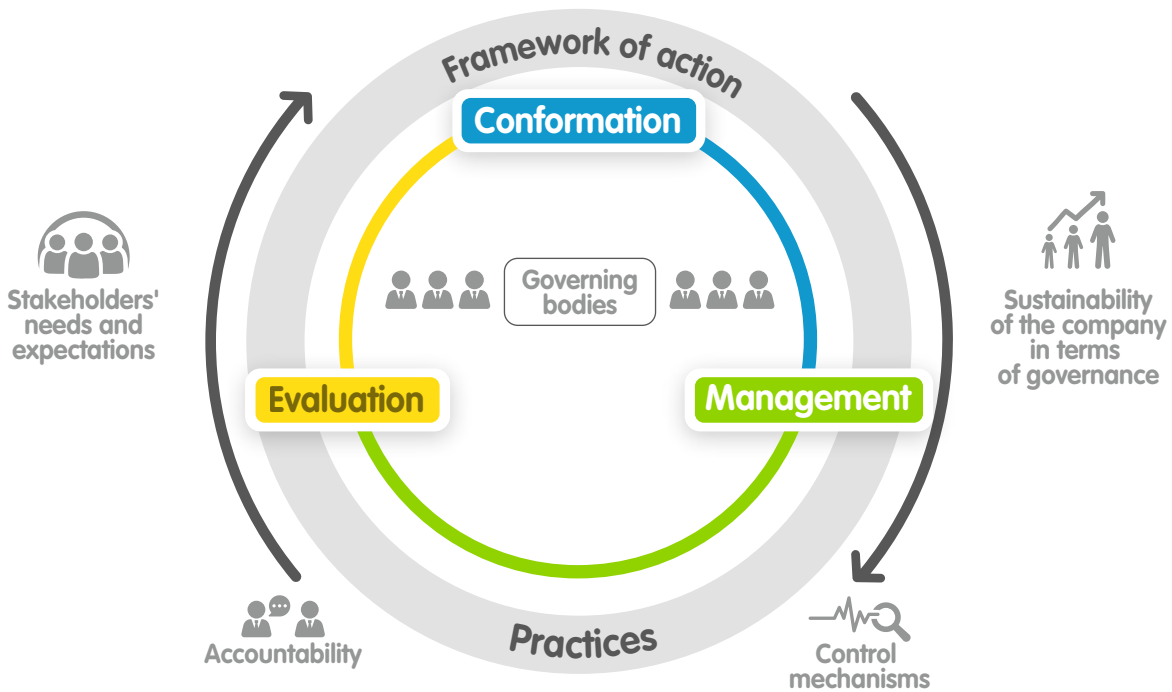 Framework of action
Conformation
Governing
bodies
Stakeholders'
needs and
expectations
Sustainability
of the company
in terms
of governance
Evaluation
Management
Practices
Accountability
Control
mechanisms